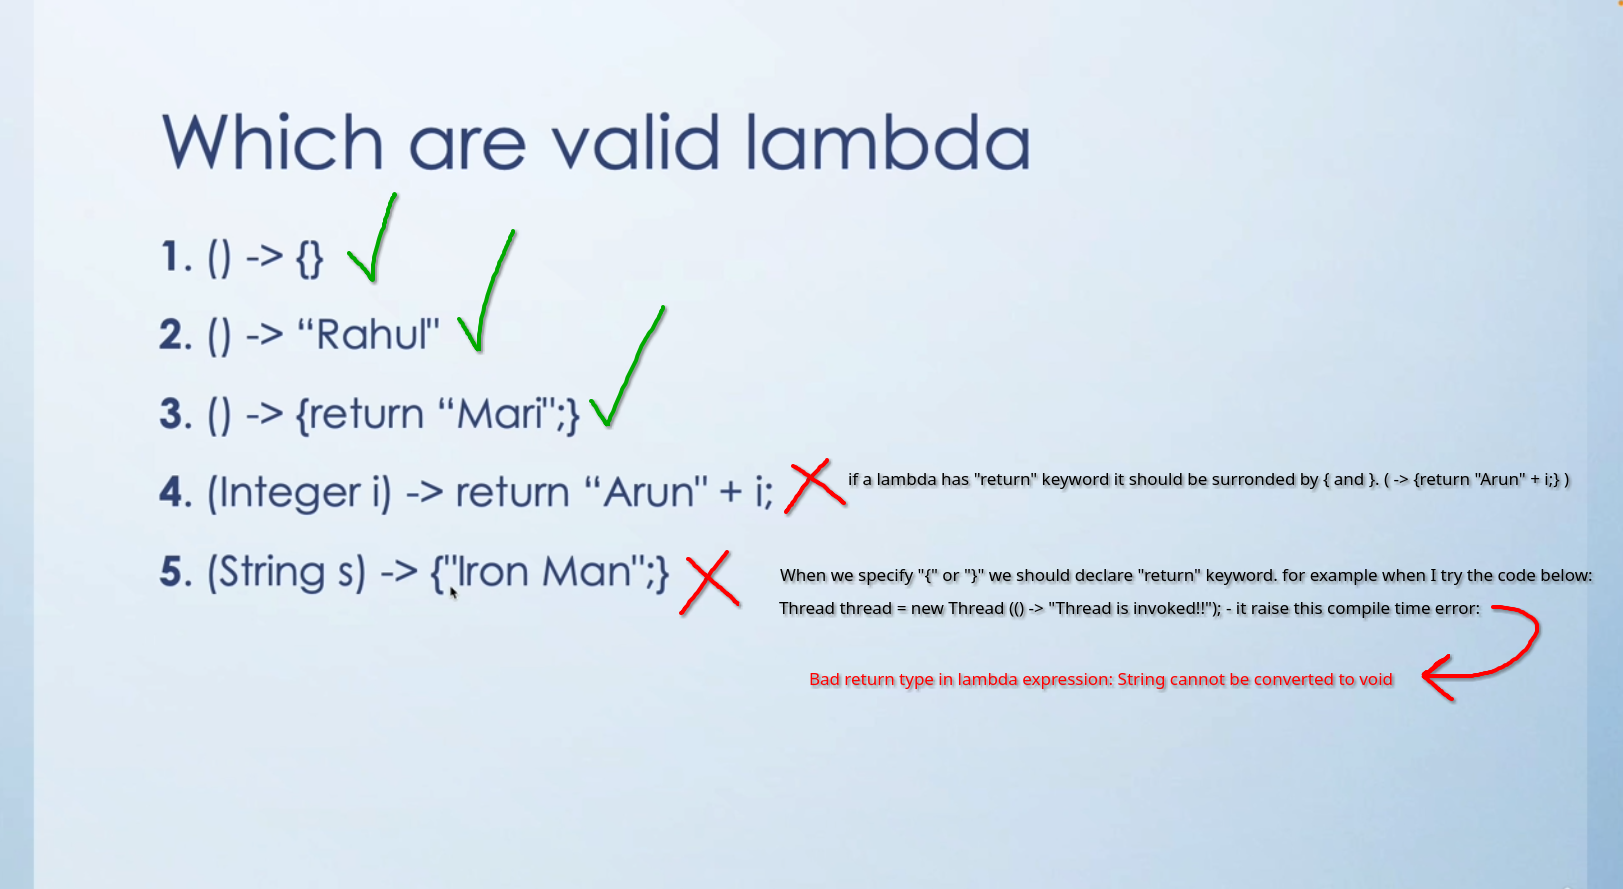 Which are valid lambda
1. () -> {}
2. () -> “Rahul"
3. () -> {return “Mari";}
4. (Integer i) -> return “Arun" + i;
if a lambda has "return" keyword it should be surronded by { and }. ( -> {return "Arun" + i;} )
5. (String s) -> {"Iron Man";}
When we specify "{" or "}" we should declare "return" keyword. for example when I try the code below:
Thread thread = new Thread (() -> "Thread is invoked!!"); - it raise this compile time error:
Bad return type in lambda expression: String cannot be converted to void